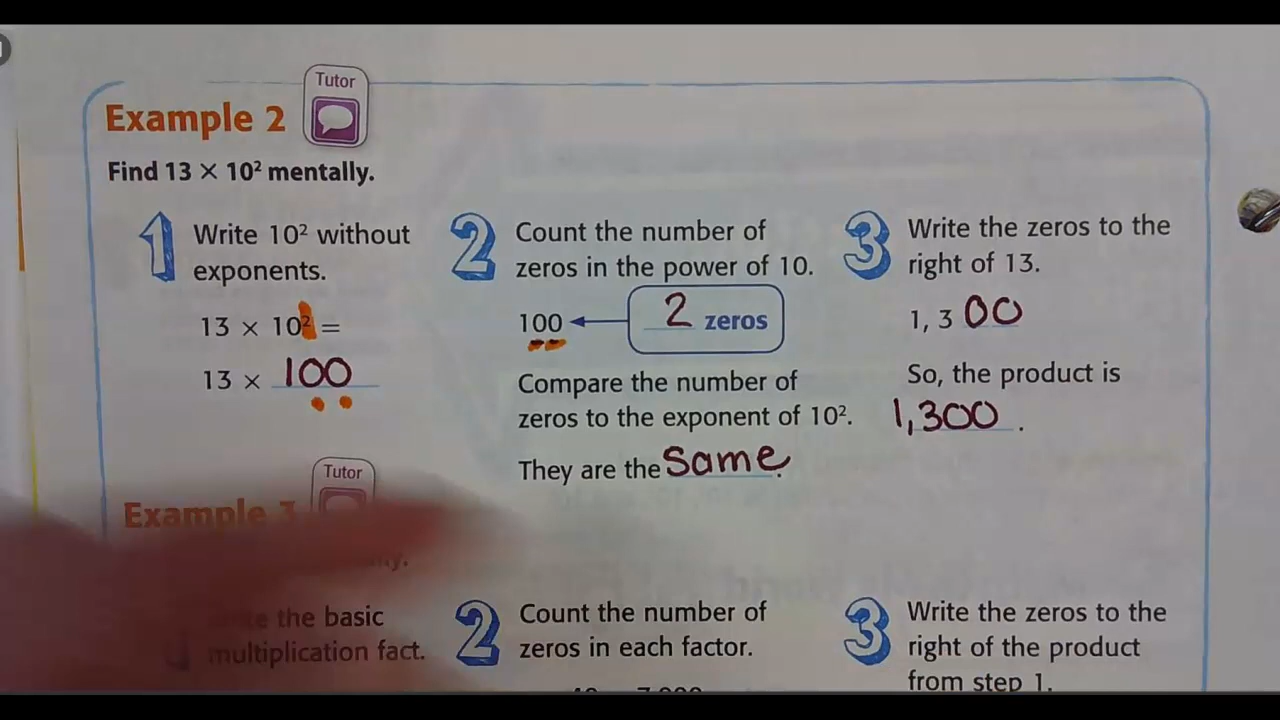 Tutor
Example 2
Find 13 × 10² mentally.
1 Write 10² without
exponents.
13 × 10² =
13 × 100
2 Count the number of
zeros in the power of 10.
100 2 zeros
Compare the number of
zeros to the exponent of 10².
They are the same.
3 Write the zeros to the
right of 13.
1, 3 00
So, the product is
1,300 .
Tutor
Example 3
the basic
multiplication fact.
2 Count the number of
zeros in each factor.
3 Write the zeros to the
right of the product
from step 1.